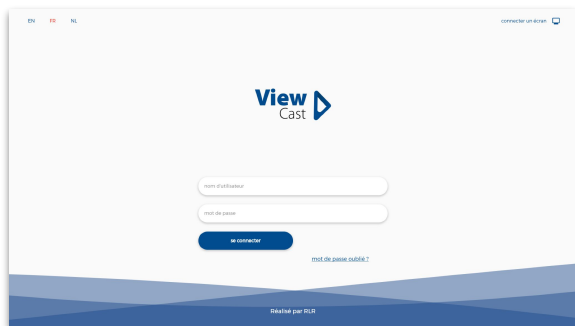 EN FR NL
connecter un écran
View
Cast
nom d'utilisateur
mot de passe
se connecter
mot de passe oublié ?
Réalisé par RLR